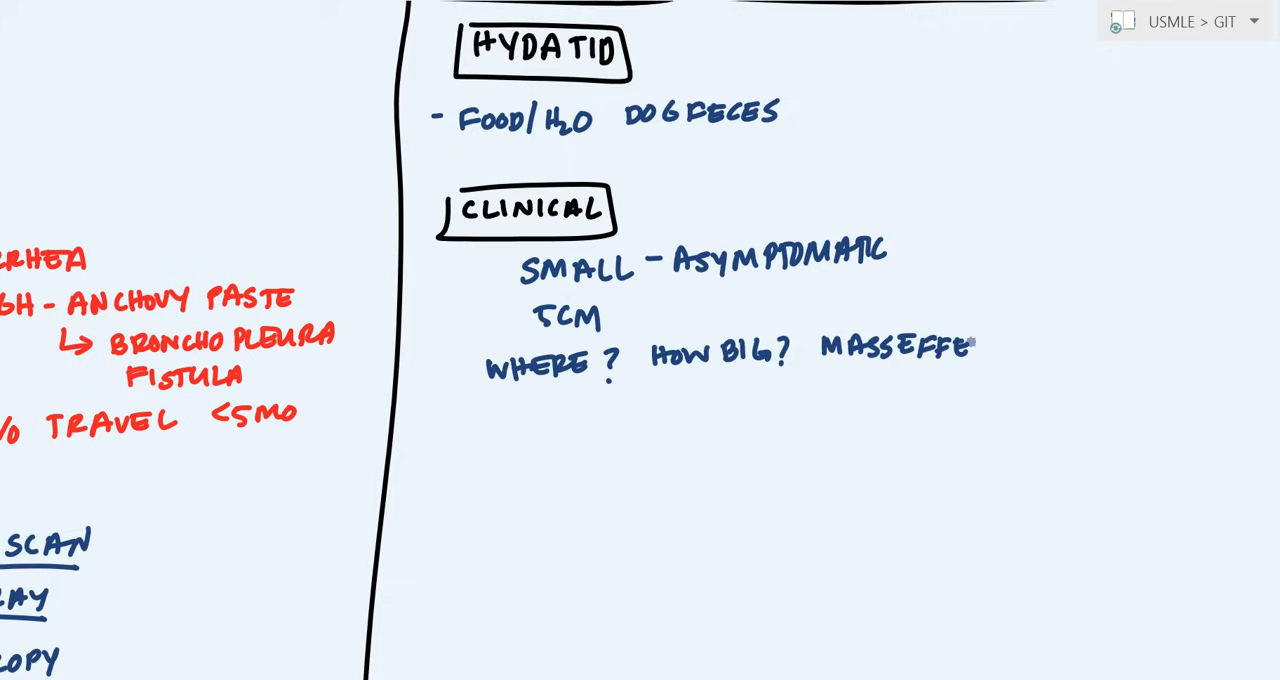 USMLE > GIT
HYDATID
- FOOD/H₂O DOG FECES
CLINICAL
SMALL - ASYMPTOMATIC
5CM
WHERE? HOW BIG? MASS EFFE
RRHEA
GH - ANCHOVY PASTE
↳ BRONCHO PLEURA
FISTULA
/O TRAVEL <5MO
SCAN
RAY
COPY